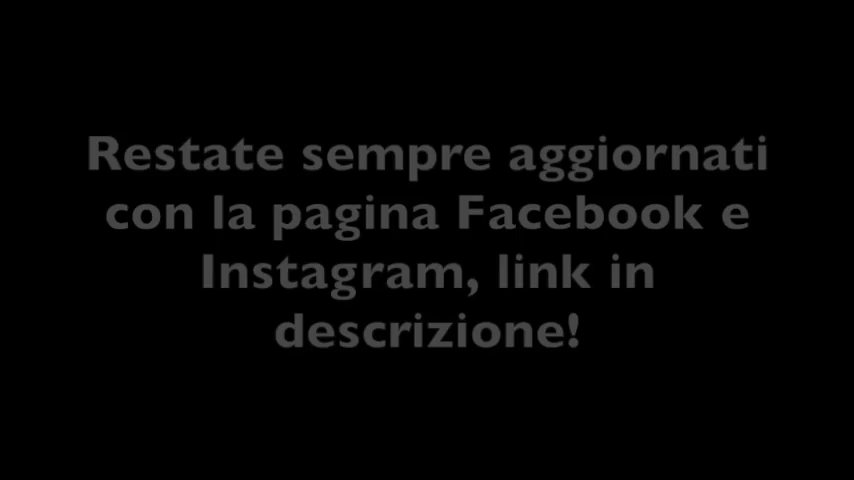 Restate sempre aggiornati
con la pagina Facebook e
Instagram, link in
descrizione!